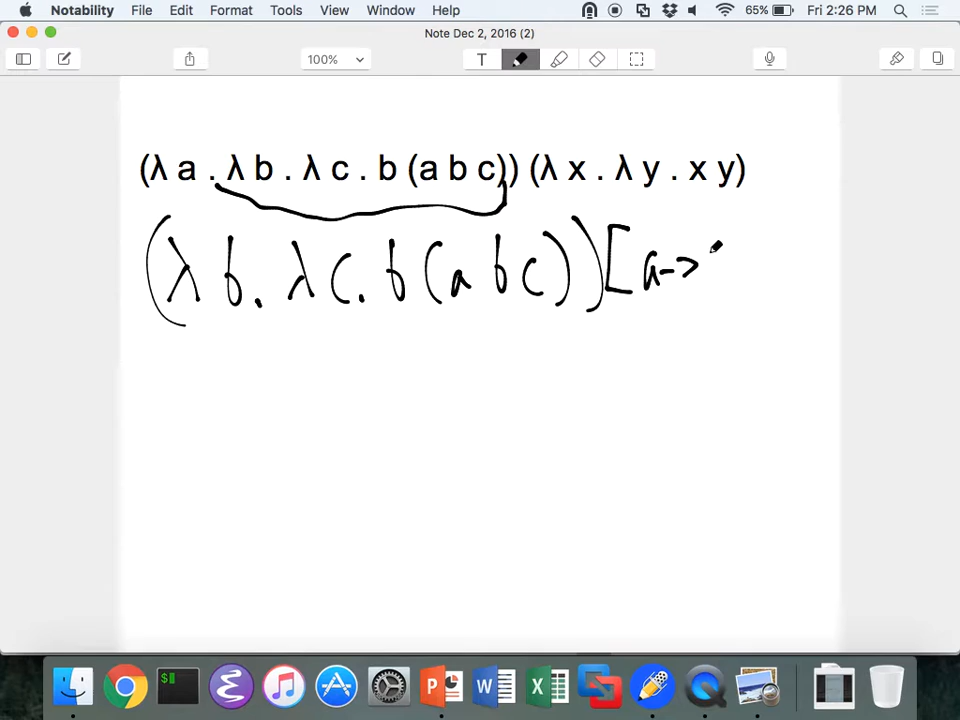 Notability File Edit Format Tools View Window Help 65% Fri 2:26 PM
Note Dec 2, 2016 (2)
100% T
(λ a . λ b . λ c . b (a b c)) (λ x . λ y . x y)
(λ b. λ c. b (a b c)) [a->
$
P W X